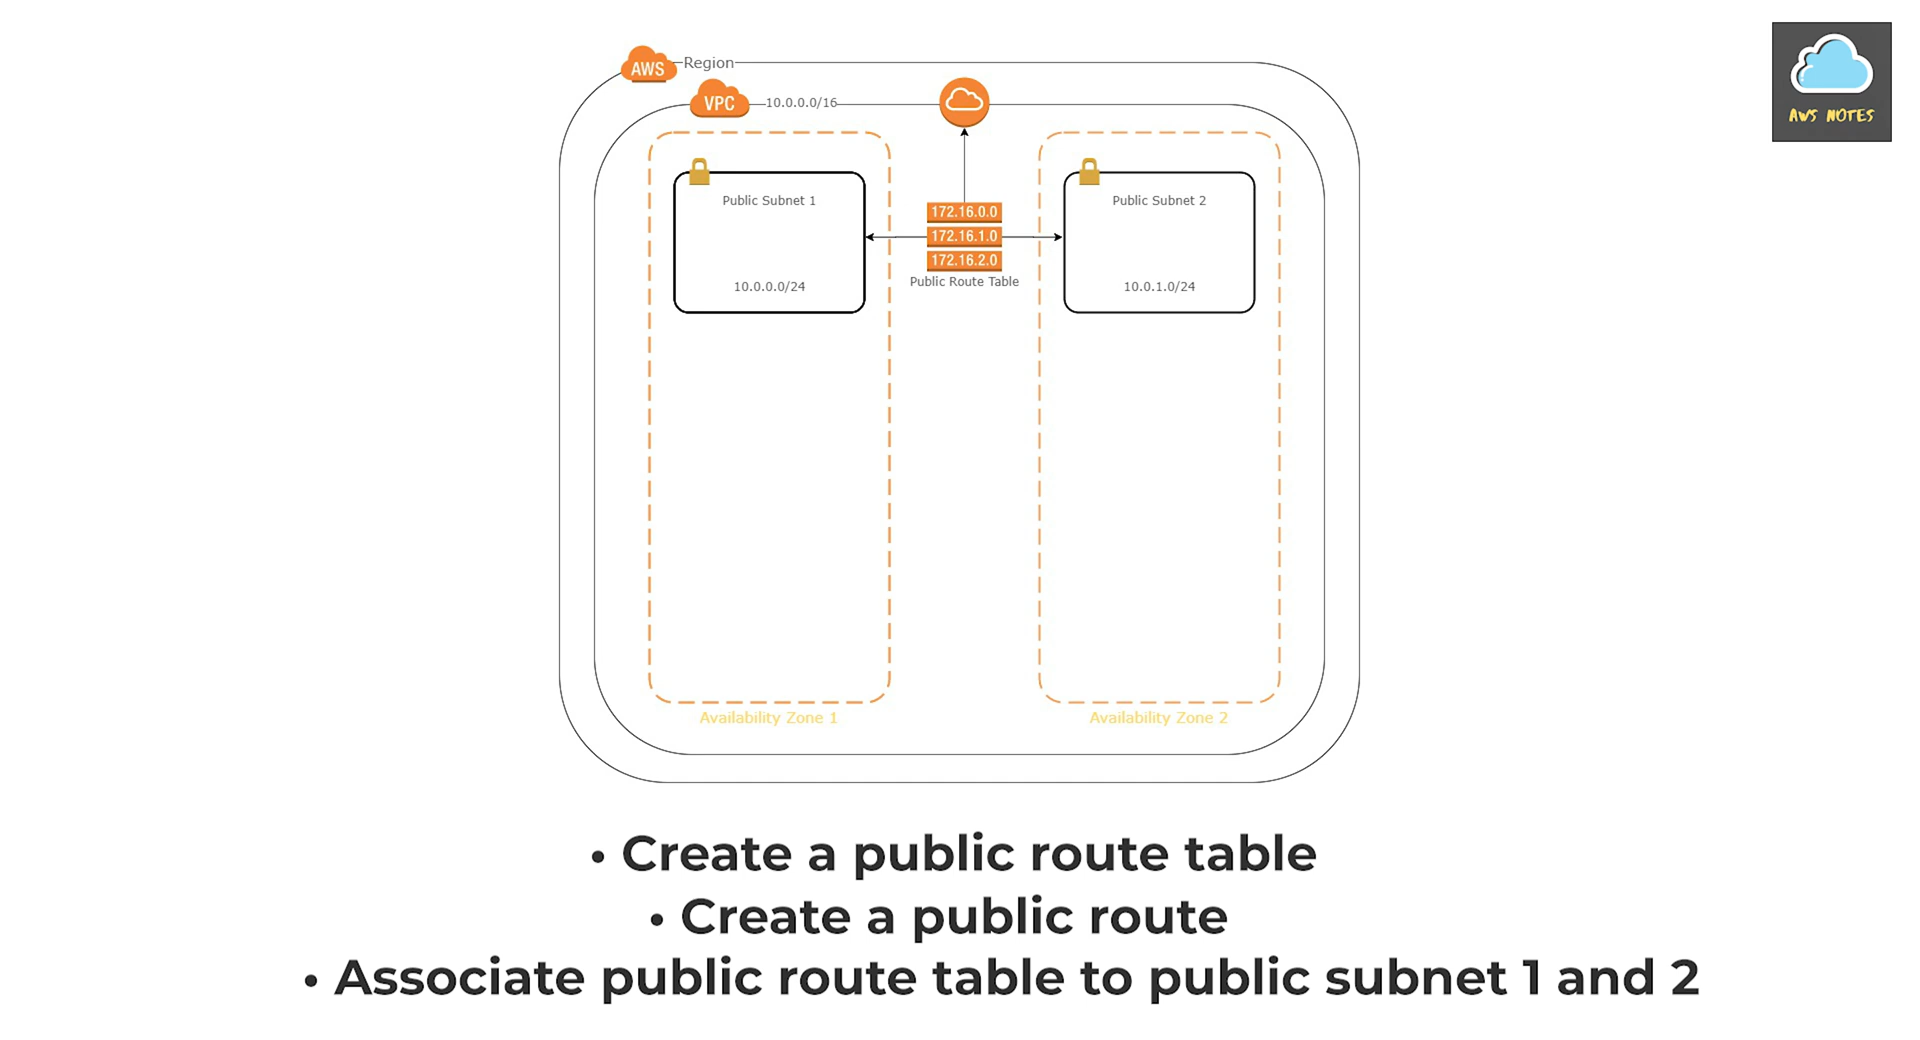 AWS
Region
VPC
10.0.0.0/16
AWS NOTES
Public Subnet 1
10.0.0.0/24
172.16.0.0
172.16.1.0
172.16.2.0
Public Route Table
Public Subnet 2
10.0.1.0/24
Availability Zone 1
Availability Zone 2
• Create a public route table
• Create a public route
• Associate public route table to public subnet 1 and 2